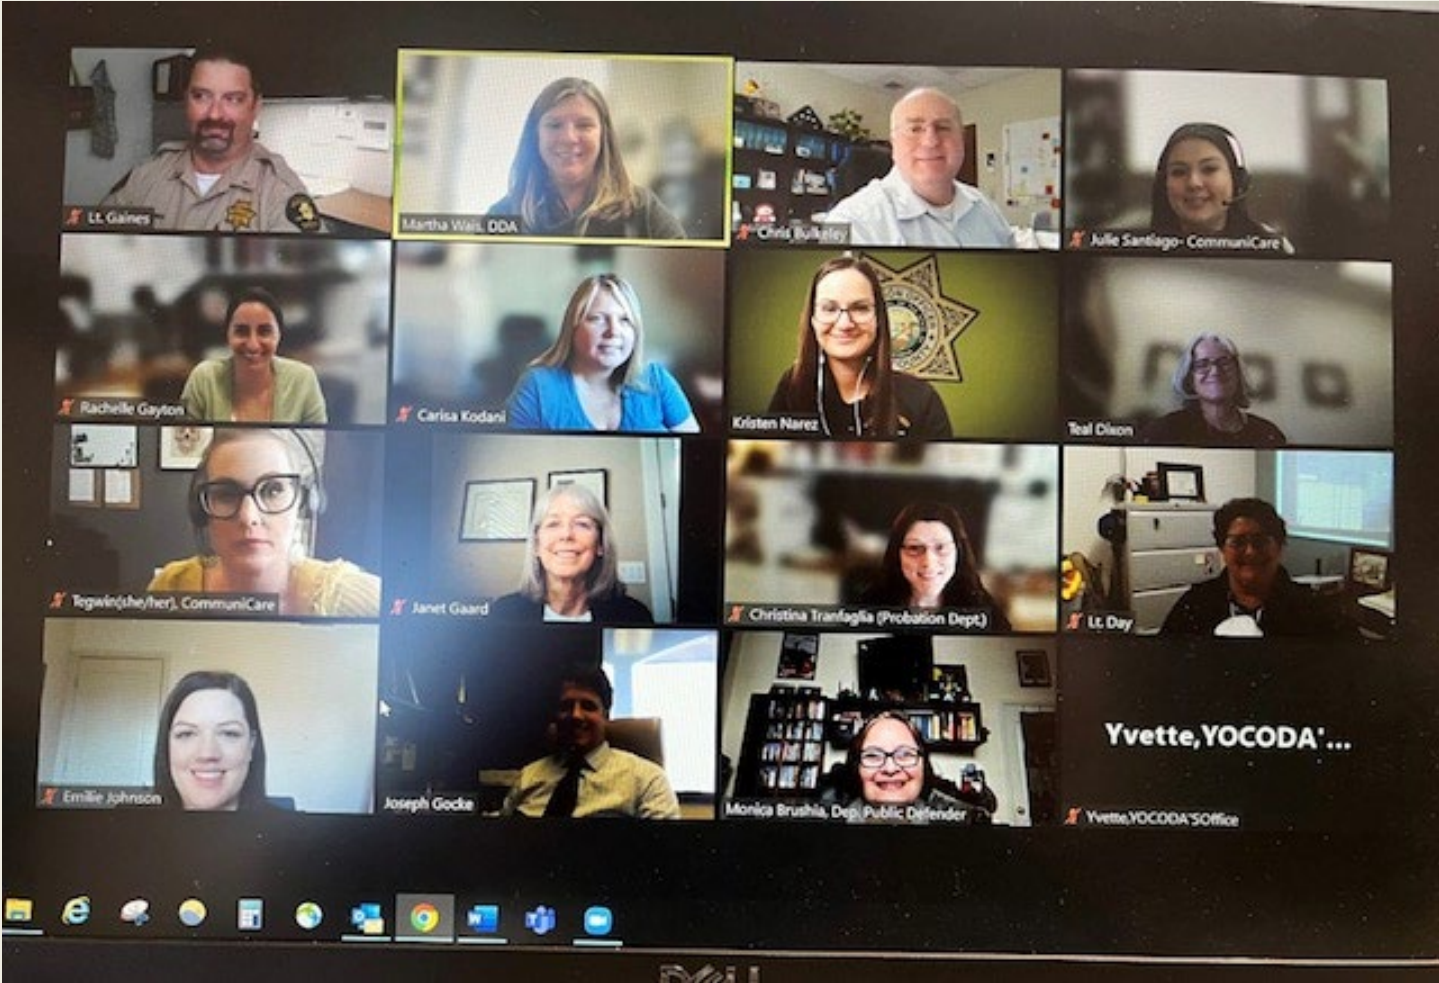 Lt. Gaines
Martha Wais, DDA
Chris Bulkeley
Julie Santiago- CommuniCare
Rachelle Gayton
Carisa Kodani
Kristen Narez
Teal Dixon
Tegwin(she/her), CommuniCare
Janet Gaard
Christina Tranfaglia (Probation Dept.)
Lt. Day
Emilie Johnson
Joseph Gocke
Monica Brushia, Dep. Public Defender
Yvette,YOCODA'...
Yvette,YOCODA'SOffice
DELL